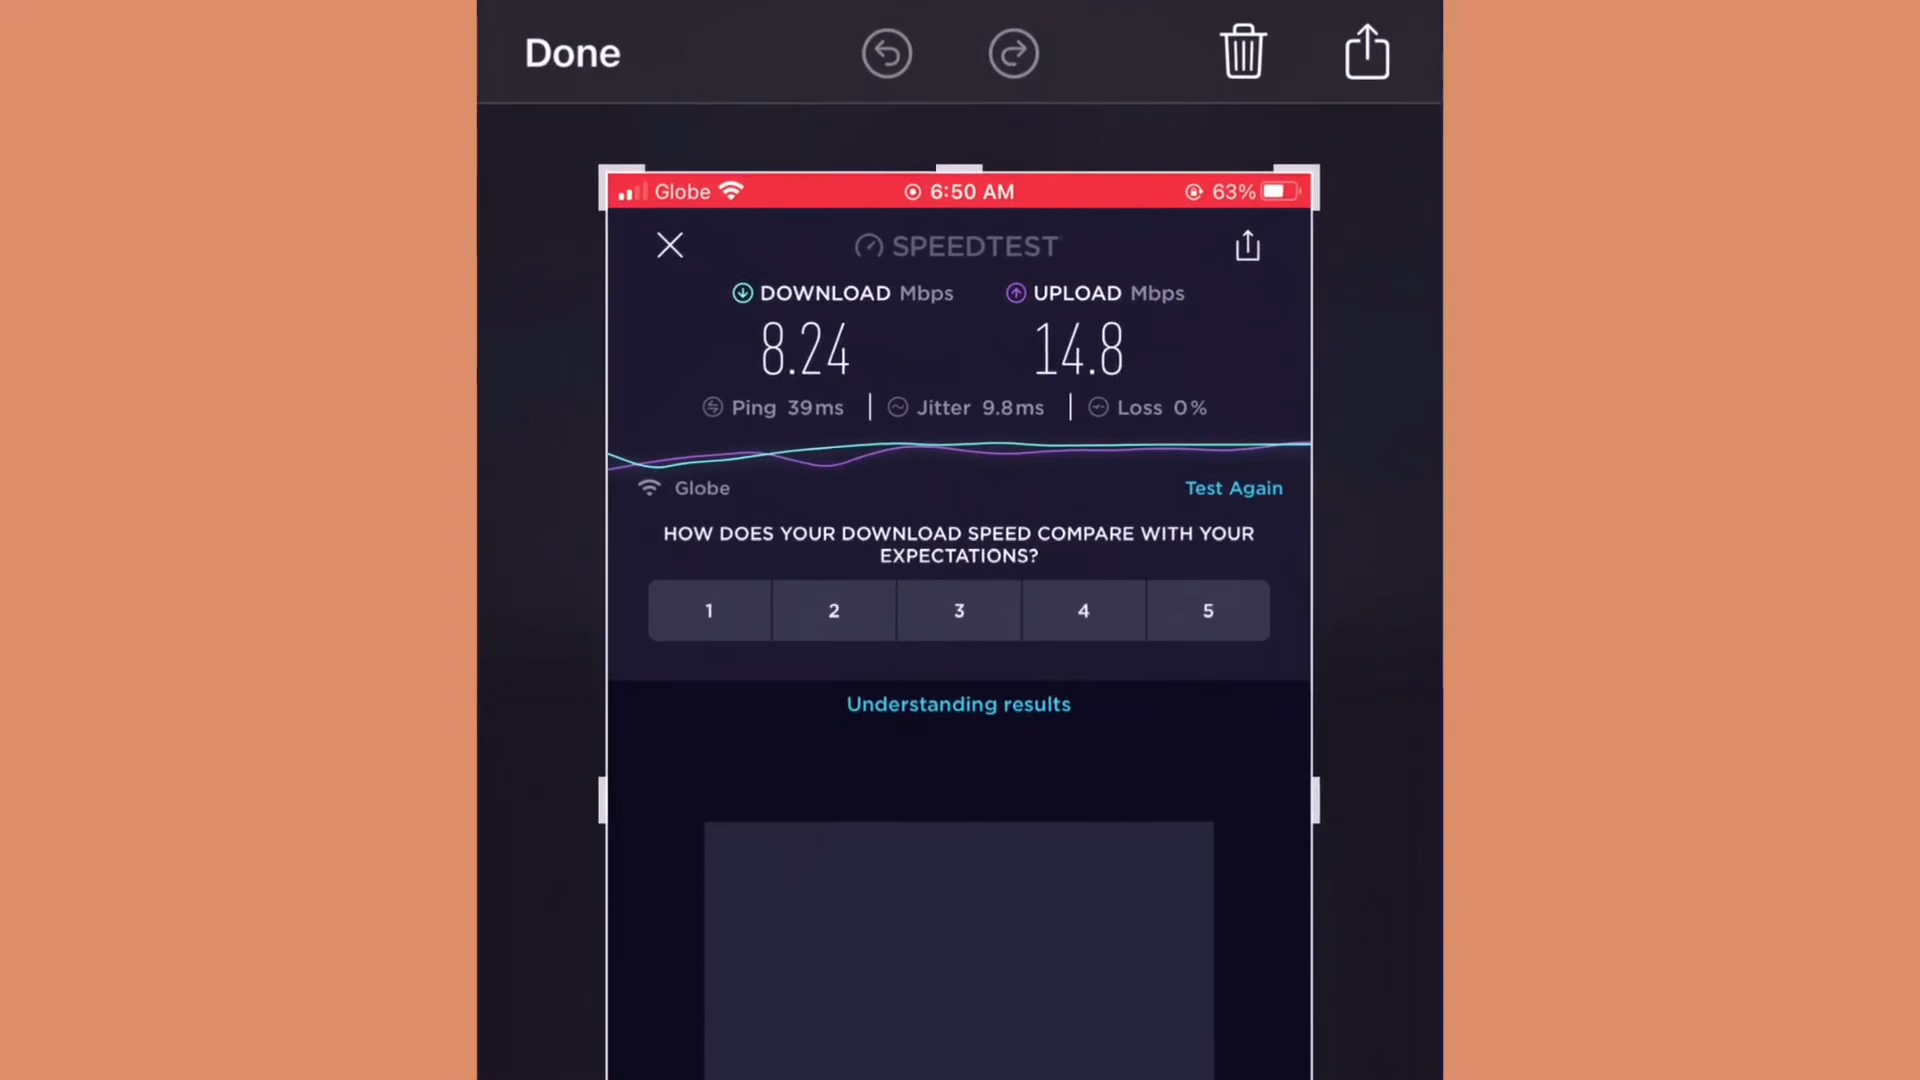 Done
Globe 6:50 AM 63%
SPEEDTEST
DOWNLOAD Mbps UPLOAD Mbps
8.24 14.8
Ping 39ms Jitter 9.8ms Loss 0%
Globe Test Again
HOW DOES YOUR DOWNLOAD SPEED COMPARE WITH YOUR
EXPECTATIONS?
1 2 3 4 5
Understanding results